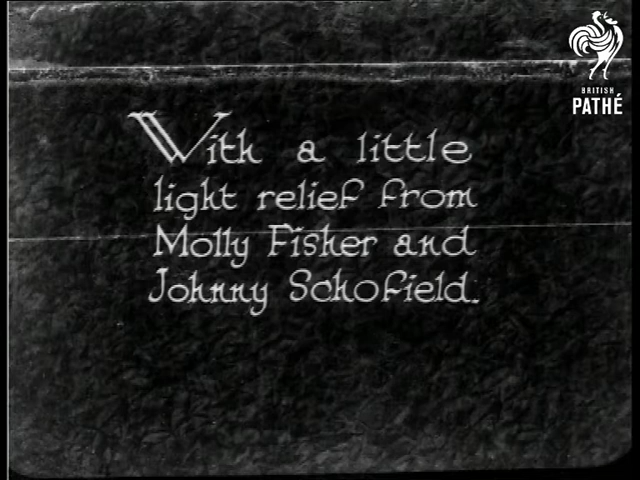 BRITISH
PATHÉ
With a little
light relief from
Molly Fisher and
Johnny Schofield.